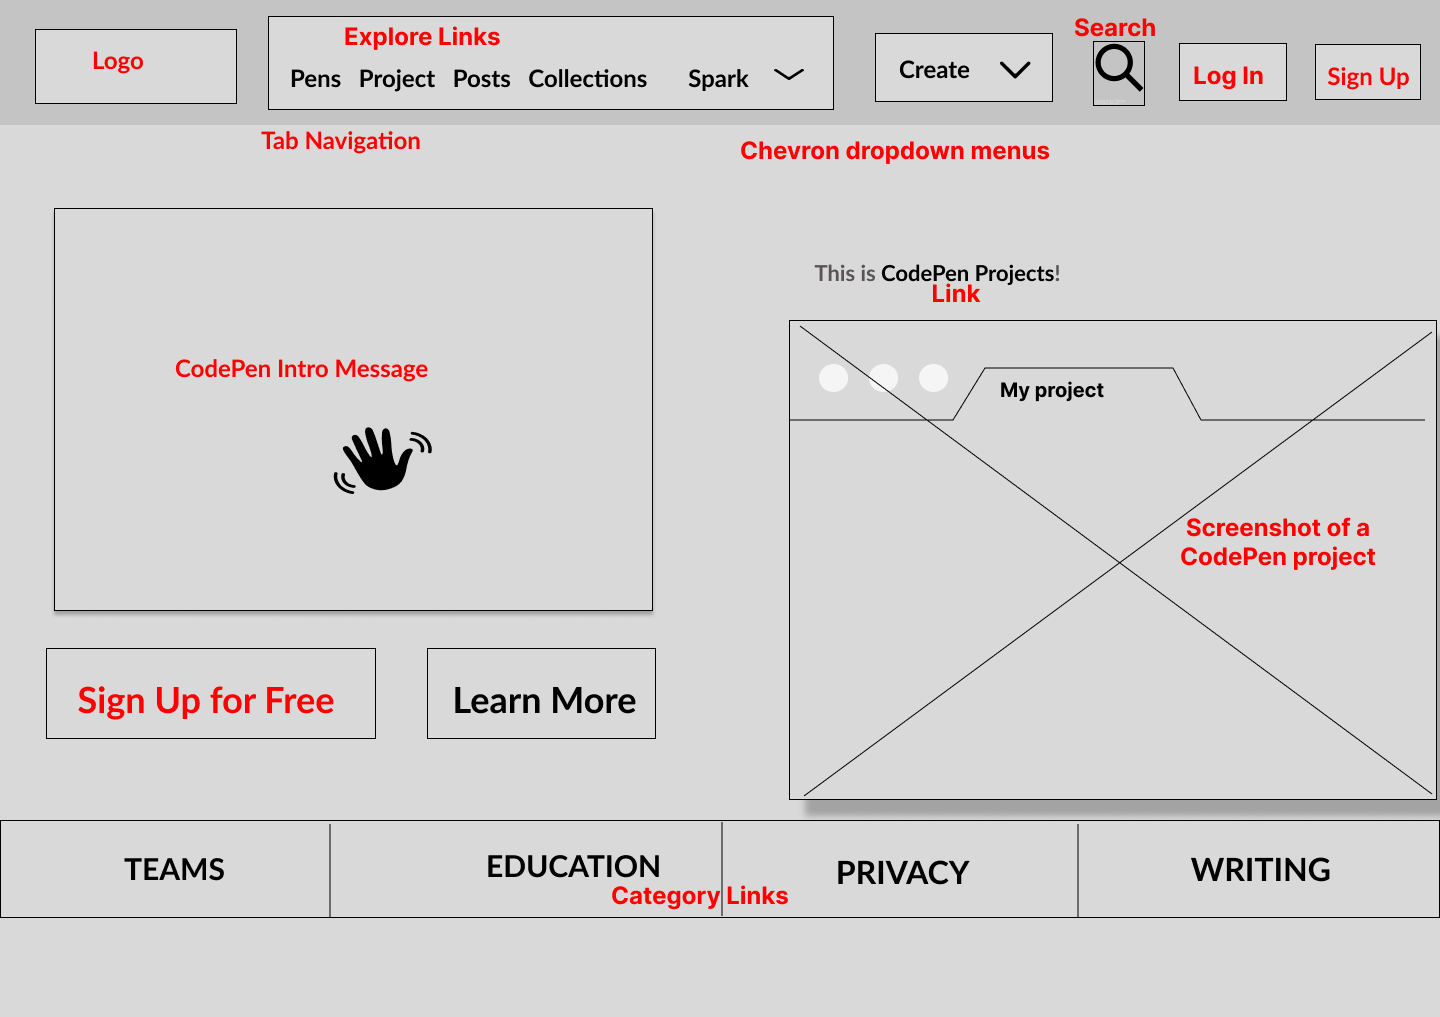 Logo
Explore Links
Pens Project Posts Collections Spark
Create
Search
Log In
Sign Up
Tab Navigation
Chevron dropdown menus
CodePen Intro Message
This is CodePen Projects!
Link
My project
Screenshot of a
CodePen project
Sign Up for Free
Learn More
TEAMS
EDUCATION
PRIVACY
WRITING
Category Links